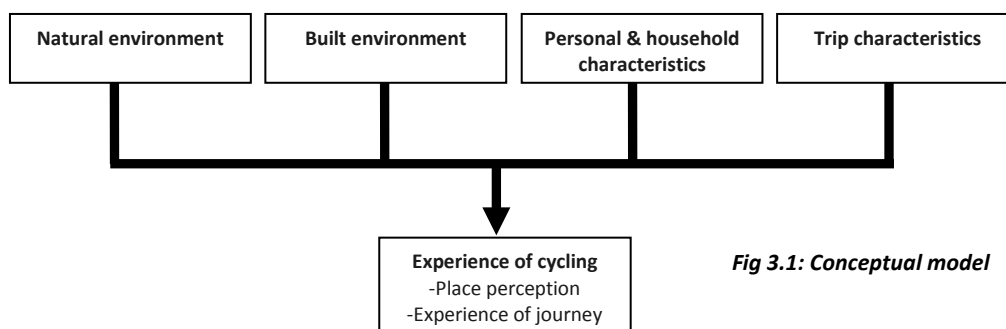 Natural environment
Built environment
Personal & household
characteristics
Trip characteristics
Experience of cycling
-Place perception
-Experience of journey
Fig 3.1: Conceptual model